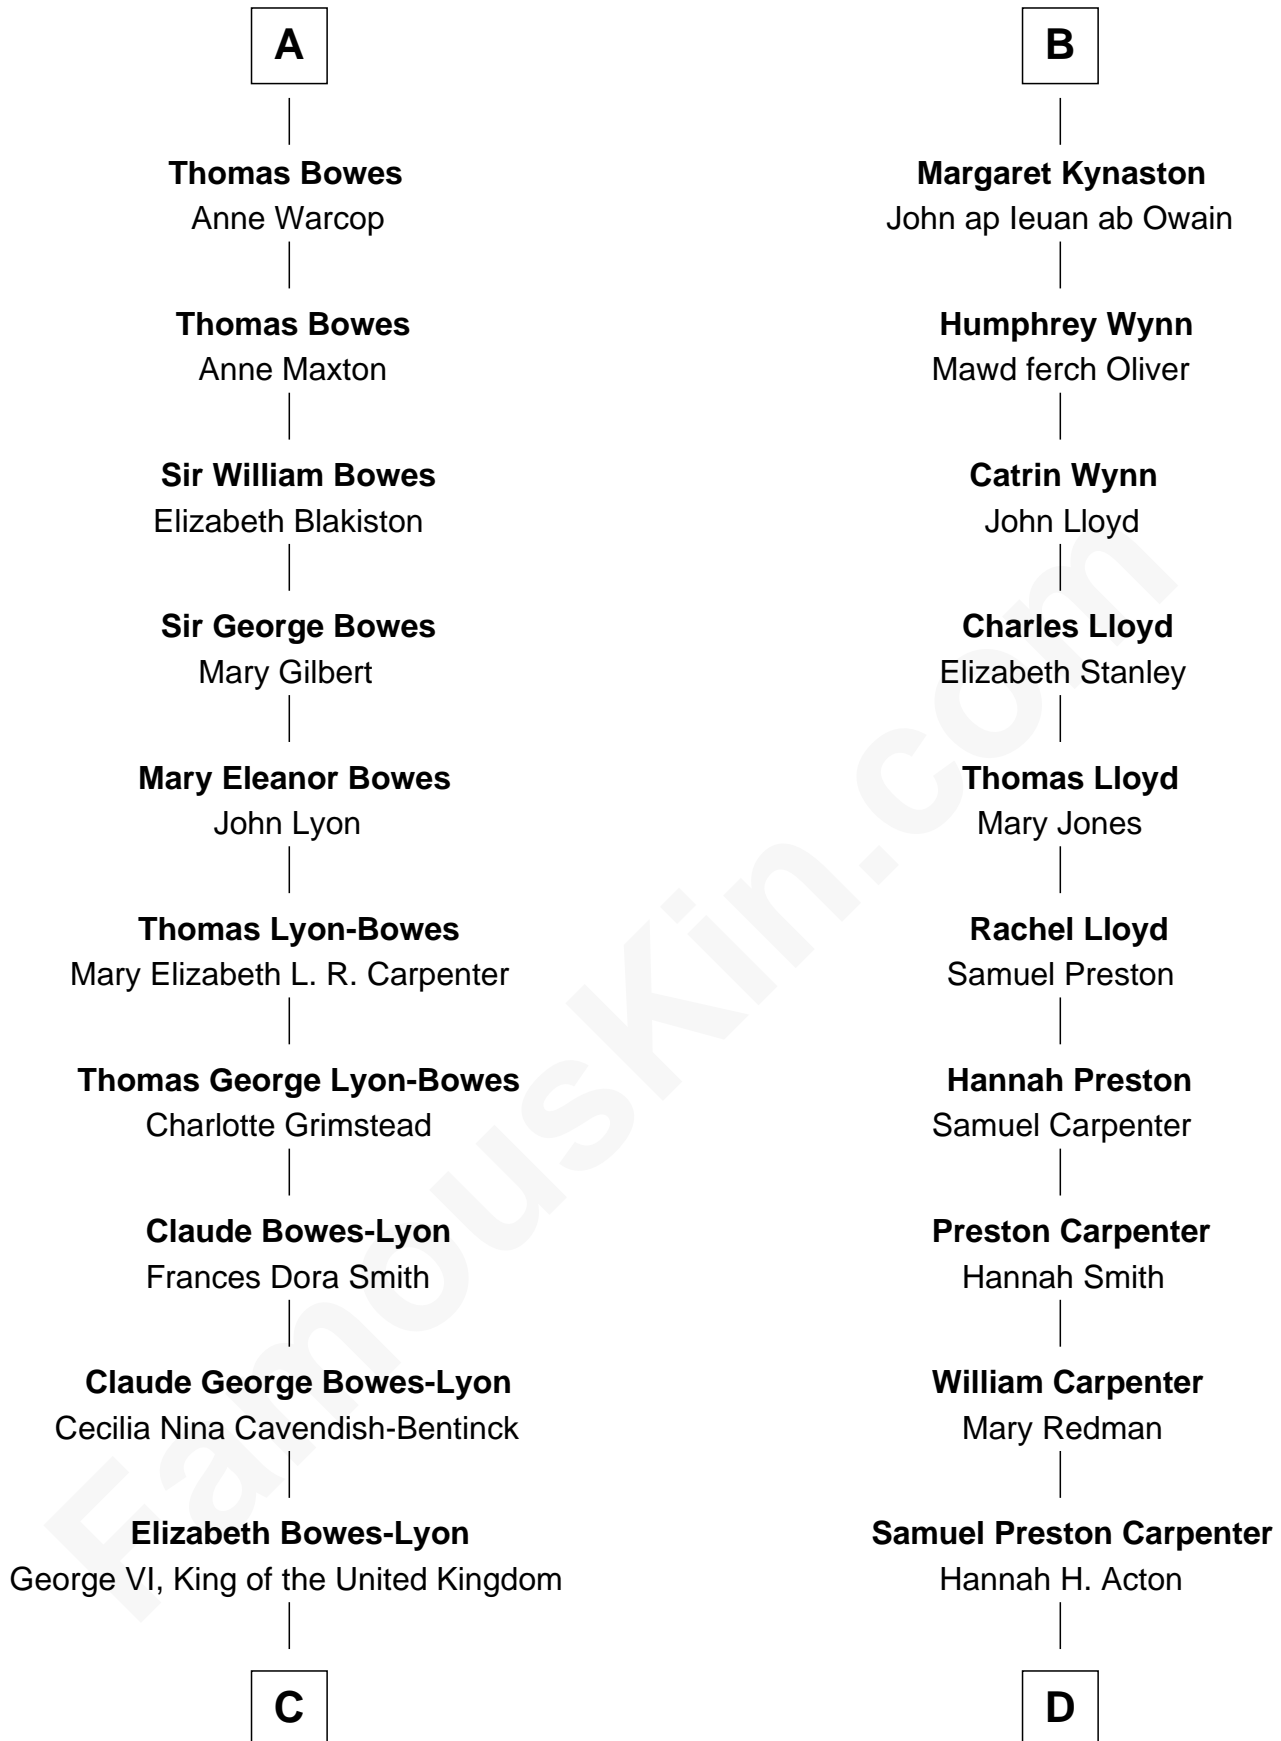 A
Thomas Bowes
Anne Warcop
Thomas Bowes
Anne Maxton
Sir William Bowes
Elizabeth Blakiston
Sir George Bowes
Mary Gilbert
Mary Eleanor Bowes
John Lyon
Thomas Lyon-Bowes
Mary Elizabeth L. R. Carpenter
Thomas George Lyon-Bowes
Charlotte Grimstead
Claude Bowes-Lyon
Frances Dora Smith
Claude George Bowes-Lyon
Cecilia Nina Cavendish-Bentinck
Elizabeth Bowes-Lyon
George VI, King of the United Kingdom
C
B
Margaret Kynaston
John ap Ieuan ab Owain
Humphrey Wynn
Mawd ferch Oliver
Catrin Wynn
John Lloyd
Charles Lloyd
Elizabeth Stanley
Thomas Lloyd
Mary Jones
Rachel Lloyd
Samuel Preston
Hannah Preston
Samuel Carpenter
Preston Carpenter
Hannah Smith
William Carpenter
Mary Redman
Samuel Preston Carpenter
Hannah H. Acton
D
FamousKin.com